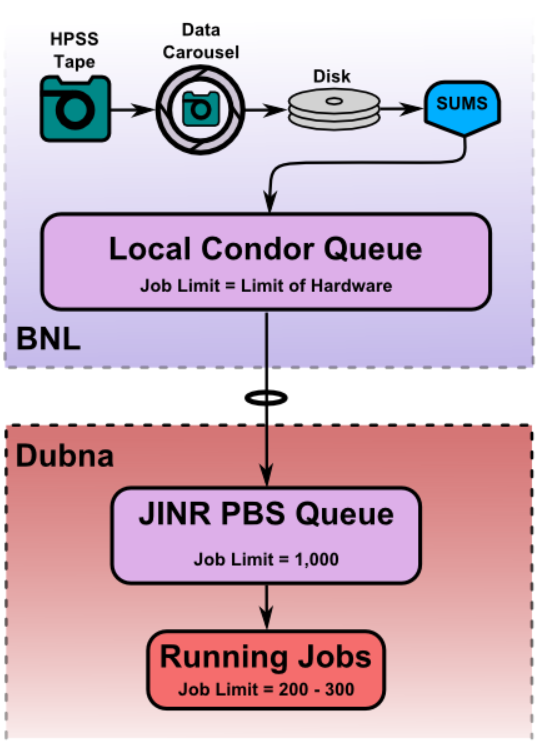 HPSS
Tape
Data
Carousel
Disk
SUMS
Local Condor Queue
Job Limit = Limit of Hardware
BNL
Dubna
JINR PBS Queue
Job Limit = 1,000
Running Jobs
Job Limit = 200 - 300